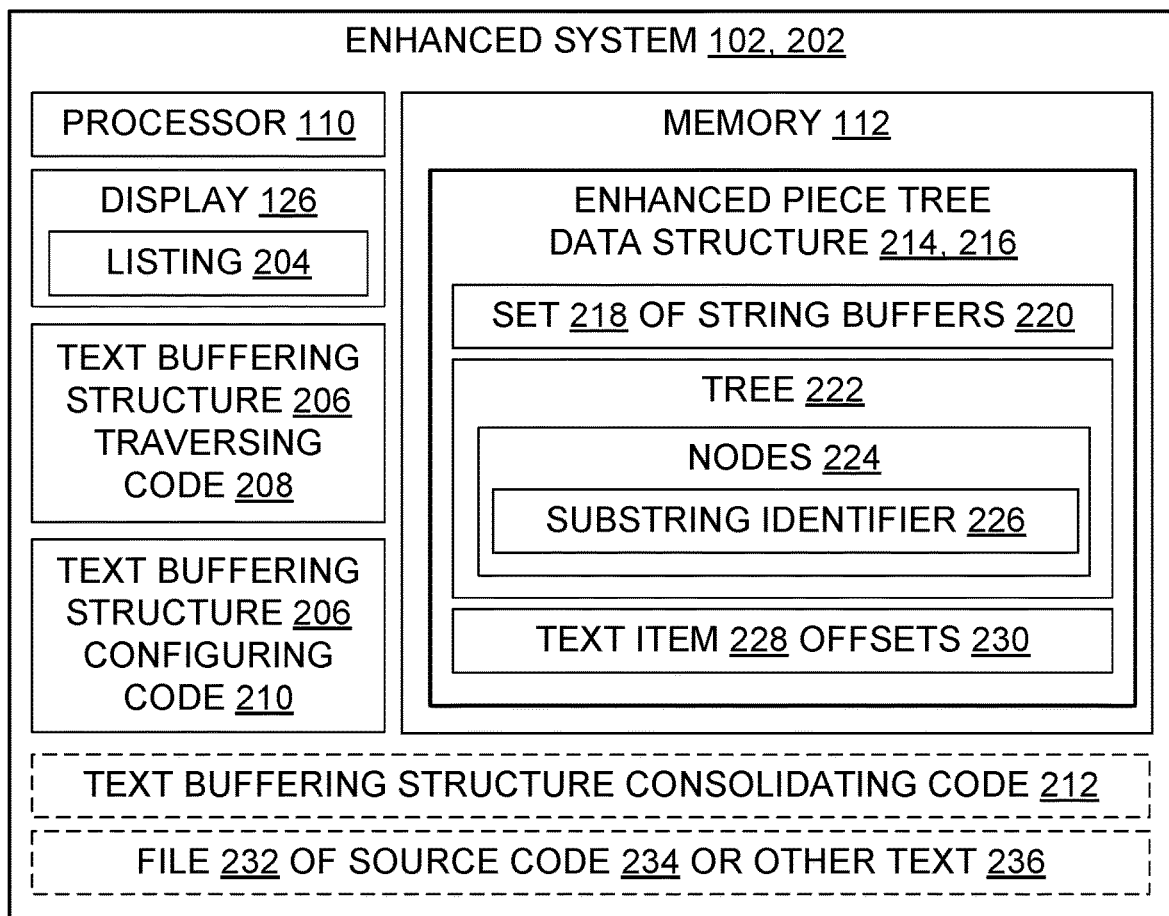 ENHANCED SYSTEM 102, 202
PROCESSOR 110
DISPLAY 126
LISTING 204
TEXT BUFFERING
STRUCTURE 206
TRAVERSING
CODE 208
TEXT BUFFERING
STRUCTURE 206
CONFIGURING
CODE 210
MEMORY 112
ENHANCED PIECE TREE
DATA STRUCTURE 214, 216
SET 218 OF STRING BUFFERS 220
TREE 222
NODES 224
SUBSTRING IDENTIFIER 226
TEXT ITEM 228 OFFSETS 230
TEXT BUFFERING STRUCTURE CONSOLIDATING CODE 212
FILE 232 OF SOURCE CODE 234 OR OTHER TEXT 236